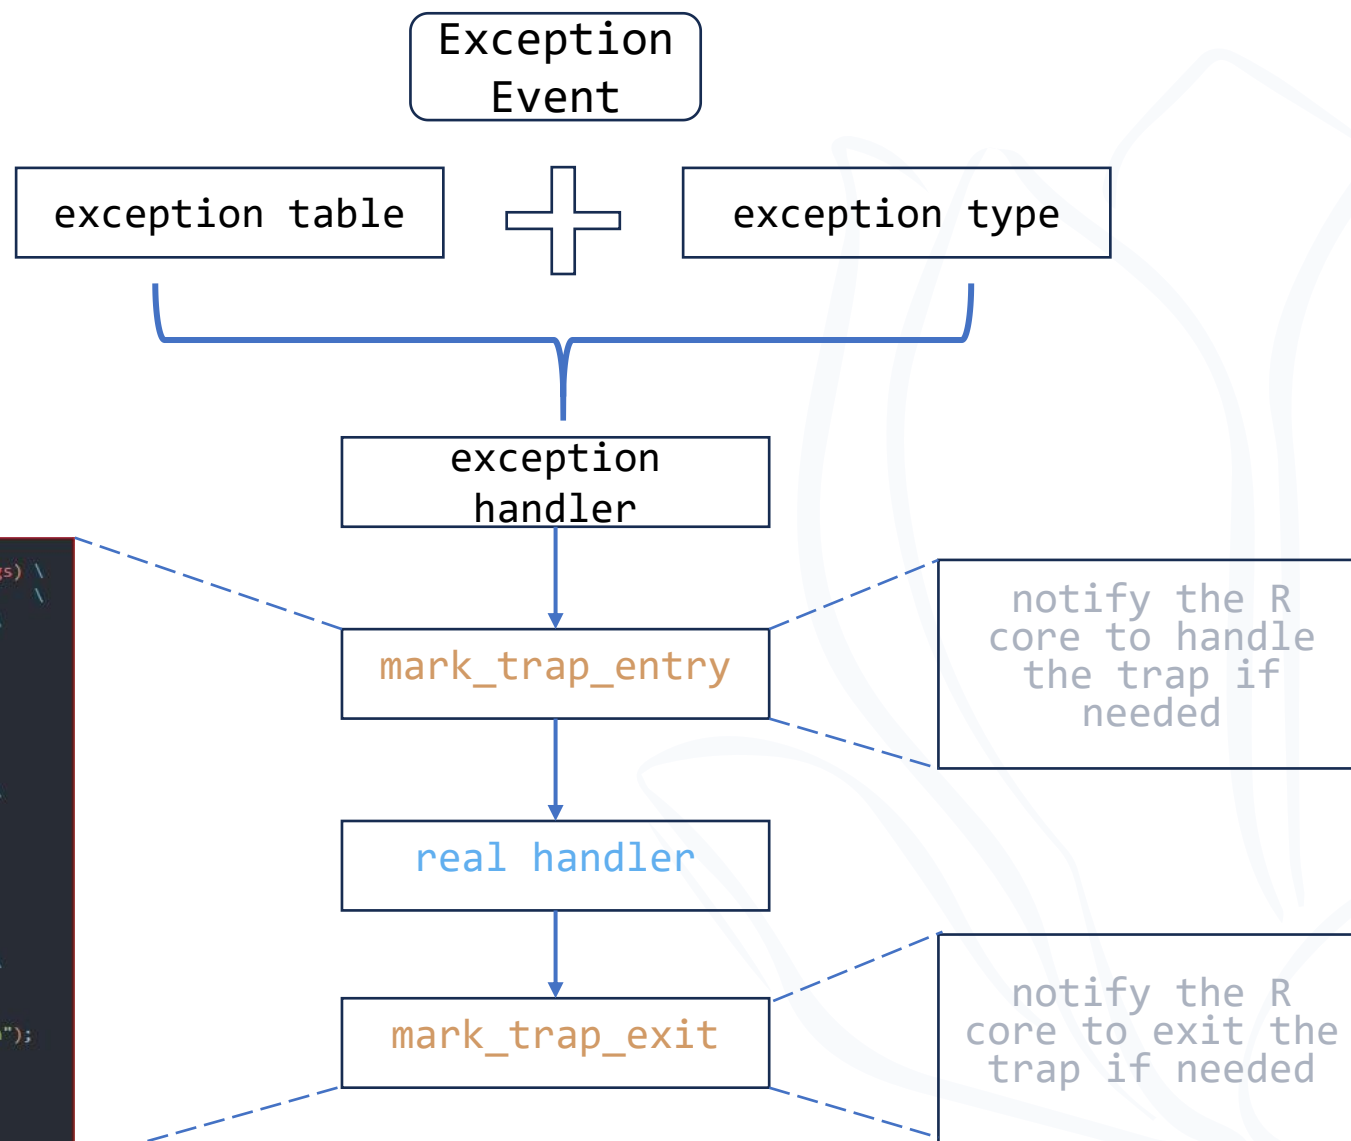 Exception
Event
exception table
exception type
exception
handler
gs) \
\
\
mark_trap_entry
notify the R
core to handle
the trap if
needed
\
real handler
\
");
mark_trap_exit
notify the R
core to exit the
trap if needed